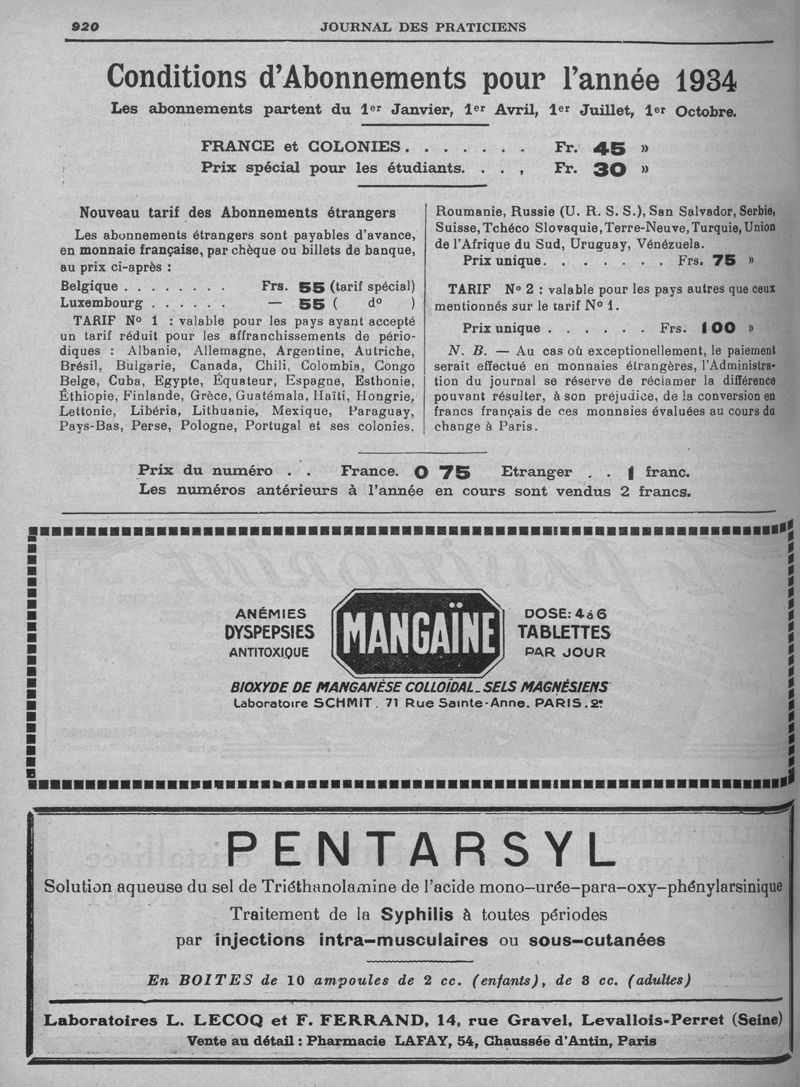 920
JOURNAL DES PRATICIENS
Conditions d'Abonnements pour l'année 1934
Les abonnements partent du 1er Janvier, 1er Avril, 1er Juillet, 1er Octobre.
FRANCE et COLONIES. . . . . . . Fr. 45 »
Prix spécial pour les étudiants. . . , Fr. 30 »
Nouveau tarif des Abonnements étrangers
Les abonnements étrangers sont payables d'avance,
en monnaie française, par chèque ou billets de banque,
au prix ci-après :
Belgique . . . . . . . . Frs. 55 (tarif spécial)
Luxembourg . . . . . . — 55 ( do )
TARIF No 1 : valable pour les pays ayant accepté
un tarif réduit pour les affranchissements de pério-
diques : Albanie, Allemagne, Argentine, Autriche,
Brésil, Bulgarie, Canada, Chili, Colombia, Congo
Belge, Cuba, Egypte, Équateur, Espagne, Esthonie,
Éthiopie, Finlande, Grèce, Guatémala, Haïti, Hongrie,
Lettonie, Libéria, Lithuanie, Mexique, Paraguay,
Pays-Bas, Perse, Pologne, Portugal et ses colonies,
Roumanie, Russie (U. R. S. S.), San Salvador, Serbie,
Suisse, Tchéco Slovaquie, Terre-Neuve, Turquie, Union
de l'Afrique du Sud, Uruguay, Vénézuela.
Prix unique. . . . . . . . Frs. 75 »
TARIF No 2 : valable pour les pays autres que ceux
mentionnés sur le tarif No 1.
Prix unique . . . . . . Frs. 100 »
N. B. — Au cas où exceptionellement, le paiement
serait effectué en monnaies étrangères, l'Administra-
tion du journal se réserve de réclamer la différence
pouvant résulter, à son préjudice, de la conversion en
francs français de ces monnaies évaluées au cours du
change à Paris.
Prix du numéro . . France. 0 75 Etranger . . 1 franc.
Les numéros antérieurs à l'année en cours sont vendus 2 francs.
ANÉMIES
DYSPEPSIES
ANTITOXIQUE
MANGAÏNE
DOSE: 4 à 6
TABLETTES
PAR JOUR
BIOXYDE DE MANGANÈSE COLLOÏDAL_ SELS MAGNÉSIENS
Laboratoire SCHMIT. 71 Rue Sainte-Anne. PARIS. 2e
PENTARSYL
Solution aqueuse du sel de Triéthanolamine de l'acide mono-urée-para-oxy-phénylarsinique
Traitement de la Syphilis à toutes périodes
par injections intra-musculaires ou sous-cutanées
En BOITES de 10 ampoules de 2 cc. (enfants), de 3 cc. (adultes)
Laboratoires L. LECOQ et F. FERRAND, 14, rue Gravel, Levallois-Perret (Seine)
Vente au détail : Pharmacie LAFAY, 54, Chaussée d'Antin, Paris